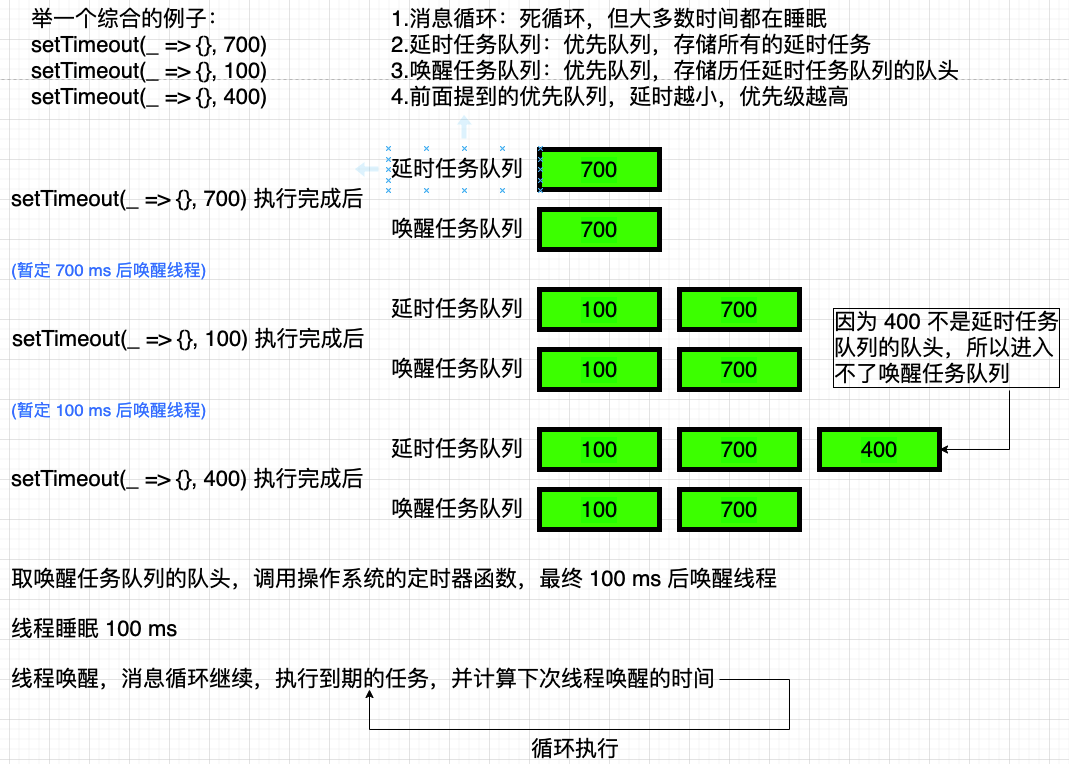 举一个综合的例子：
setTimeout(_ => {}, 700)
setTimeout(_ => {}, 100)
setTimeout(_ => {}, 400)
1.消息循环：死循环，但大多数时间都在睡眠
2.延时任务队列：优先队列，存储所有的延时任务
3.唤醒任务队列：优先队列，存储历任延时任务队列的队头
4.前面提到的优先队列，延时越小，优先级越高
setTimeout(_ => {}, 700) 执行完成后
延时任务队列 700
唤醒任务队列 700
(暂定 700 ms 后唤醒线程)
setTimeout(_ => {}, 100) 执行完成后
延时任务队列 100 700
唤醒任务队列 100 700
(暂定 100 ms 后唤醒线程)
因为 400 不是延时任务
队列的队头，所以进入
不了唤醒任务队列
setTimeout(_ => {}, 400) 执行完成后
延时任务队列 100 700 400
唤醒任务队列 100 700
取唤醒任务队列的队头，调用操作系统的定时器函数，最终 100 ms 后唤醒线程
线程睡眠 100 ms
线程唤醒，消息循环继续，执行到期的任务，并计算下次线程唤醒的时间
循环执行